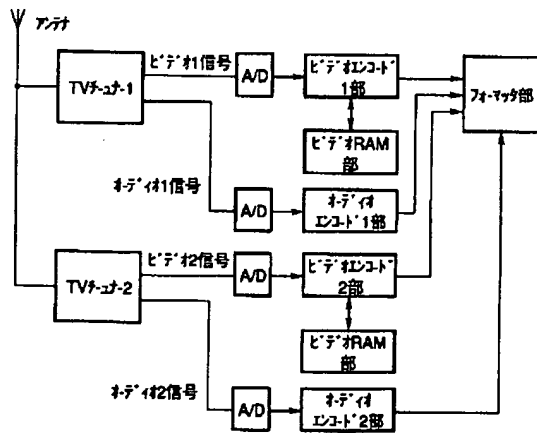 アンテナ
TVチューナ-1
ビデオ1信号
A/D
ビデオエンコード
1部
フォーマッタ部
ビデオRAM
部
オーディオ1信号
A/D
オーディオ
エンコード1部
TVチューナ-2
ビデオ2信号
A/D
ビデオエンコード
2部
ビデオRAM
部
オーディオ2信号
A/D
オーディオ
エンコード2部